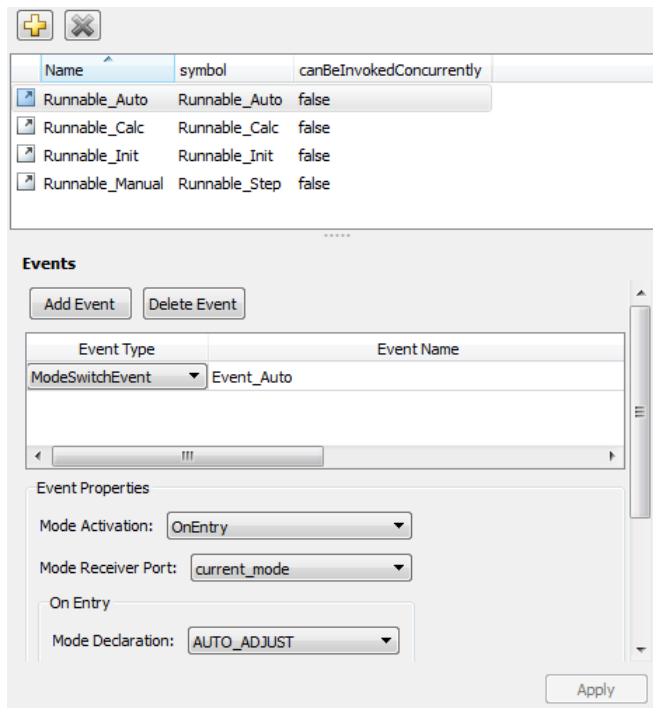 Name symbol canBeInvokedConcurrently
Runnable_Auto Runnable_Auto false
Runnable_Calc Runnable_Calc false
Runnable_Init Runnable_Init false
Runnable_Manual Runnable_Step false
Events
Add Event Delete Event
Event Type Event Name
ModeSwitchEvent Event_Auto
Event Properties
Mode Activation: OnEntry
Mode Receiver Port: current_mode
On Entry
Mode Declaration: AUTO_ADJUST
Apply